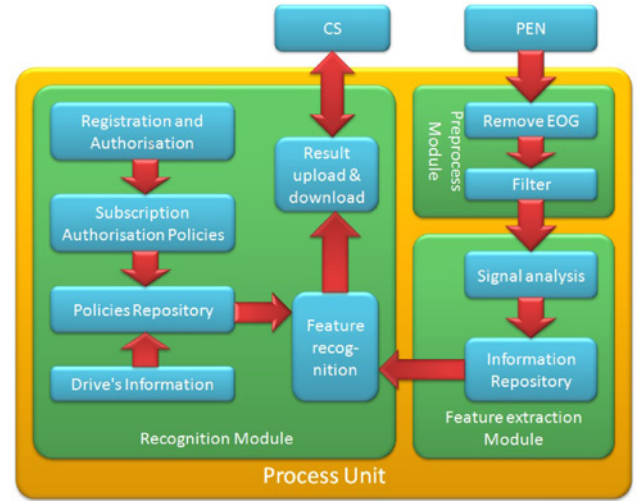 CS
PEN
Registration and
Authorisation
Subscription
Authorisation Policies
Policies Repository
Drive's Information
Result
upload &
download
Feature
recog-
nition
Recognition Module
Preprocess
Module
Remove EOG
Filter
Signal analysis
Information
Repository
Feature extraction
Module
Process Unit